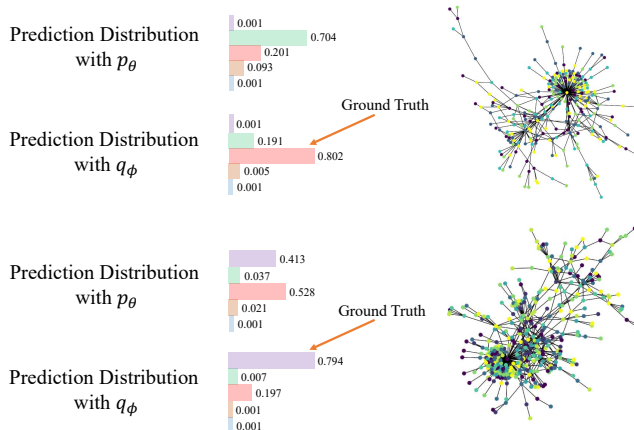 Prediction Distribution
with pθ
0.001
0.704
0.201
0.093
0.001
Ground Truth
Prediction Distribution
with qϕ
0.001
0.191
0.802
0.005
0.001
Prediction Distribution
with pθ
0.413
0.037
0.528
0.021
0.001
Ground Truth
Prediction Distribution
with qϕ
0.794
0.007
0.197
0.001
0.001